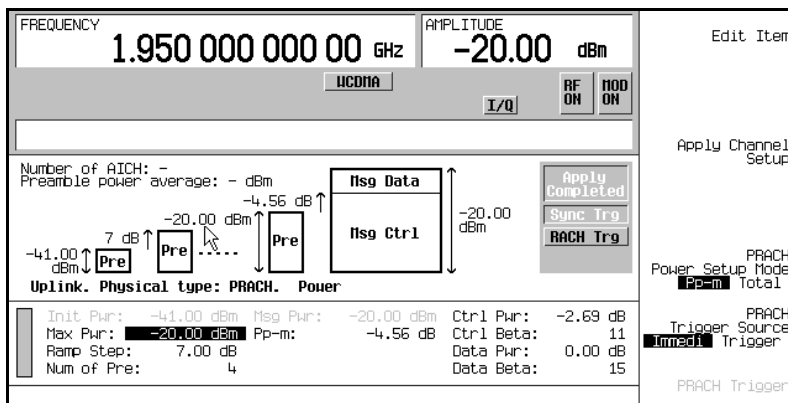 FREQUENCY
1.950 000 000 00 GHz
AMPLITUDE
-20.00 dBm
WCDMA
I/Q
RF ON
MOD ON
Number of AICH: -
Preamble power average: - dBm
-41.00 dBm
Pre
7 dB
Pre
-20.00 dBm
.....
-4.56 dB
Pre
Msg Data
Msg Ctrl
-20.00 dBm
Apply Completed
Sync Trg
RACH Trg
Uplink. Physical type: PRACH. Power
Init Pwr: -41.00 dBm Msg Pwr: -20.00 dBm Ctrl Pwr: -2.69 dB
Max Pwr: -20.00 dBm Pp-m: -4.56 dB Ctrl Beta: 11
Ramp Step: 7.00 dB Data Pwr: 0.00 dB
Num of Pre: 4 Data Beta: 15
Edit Item
Apply Channel
Setup
PRACH
Power Setup Mode
Pp-m Total
PRACH
Trigger Source
Immedi Trigger
PRACH Trigger